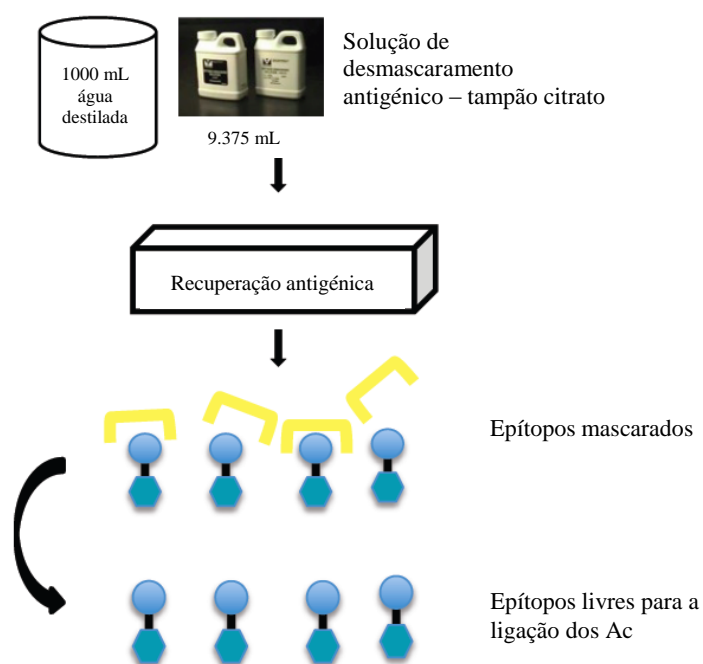 1000 mL
água
destilada
9.375 mL
Solução de
desmascaramento
antigénico – tampão citrato
Recuperação antigénica
Epítopos mascarados
Epítopos livres para a
ligação dos Ac